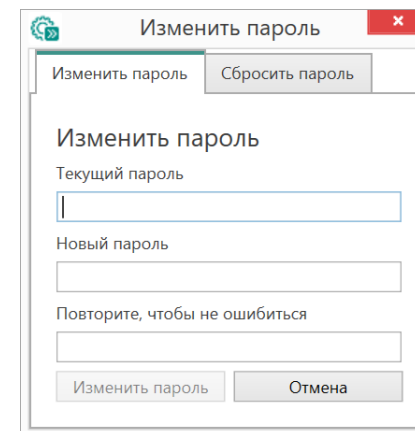 Изменить пароль
Изменить пароль Сбросить пароль
Изменить пароль
Текущий пароль
Новый пароль
Повторите, чтобы не ошибиться
Изменить пароль Отмена